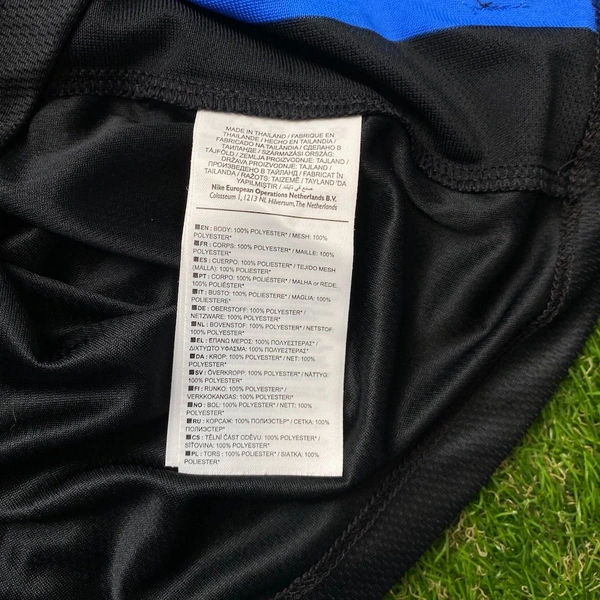 MADE IN THAILAND / FABRIQUE EN
THAILANDE / HECHO EN TAILANDIA /
FABRICADO NA TAILÂNDIA / СДЕЛАНО В
ТАИЛАНДЕ / SZÁRMAZÁSI ORSZÁG:
TÁJFÖLD / ZEMLJA PROIZVODNJE: TAJLAND /
DRŽAVA PROIZVODNJE: TAJLAND /
ПРОИЗВЕДЕНО В ТАЙЛАНД / FABRICAT ÎN
TAILANDA / RAŽOTS: TAIZEMĒ / TAYLAND 'DA
YAPILMIŞTIR /
Nike European Operations Netherlands B.V.
Colosseum 1, 1213 NL Hilversum, The Netherlands
EN : BODY: 100% POLYESTER* / MESH: 100%
POLYESTER*
FR : CORPS: 100% POLYESTER* / MAILLE: 100%
POLYESTER*
ES : CUERPO: 100% POLIÉSTER* / TEJIDO MESH
(MALLA): 100% POLIÉSTER*
PT : CORPO: 100% POLIÉSTER* / MALHA or REDE:
100% POLIÉSTER*
IT : BUSTO: 100% POLIESTERE* / MAGLIA: 100%
POLIESTERE*
DE : OBERSTOFF: 100% POLYESTER* /
NETZWARE: 100% POLYESTER*
NL : BOVENSTOF: 100% POLYESTER* / NETSTOF:
100% POLYESTER*
EL : ΕΠΑΝΩ ΜΕΡΟΣ: 100% ΠΟΛΥΕΣΤΕΡΑΣ* /
ΔΙΧΤΥΩΤΟ ΥΦΑΣΜΑ: 100% ΠΟΛΥΕΣΤΕΡΑΣ*
DA : KROP: 100% POLYESTER* / NET: 100%
POLYESTER*
SV : ÖVERKROPP: 100% POLYESTER* / NÄTTYG:
100% POLYESTER*
FI : RUNKO: 100% POLYESTERI* /
VERKKOKANGAS: 100% POLYESTERI*
NO : BOL: 100% POLYESTER* / NETT: 100%
POLYESTER*
RU : КОРСАЖ: 100% ПОЛИЭСТЕР* / СЕТКА: 100%
ПОЛИЭСТЕР*
CS : TĚLNÍ ČÁST ODĚVU: 100% POLYESTER* /
SÍŤOVINA: 100% POLYESTER*
PL : TORS : 100% POLYESTER* / SIATKA: 100%
POLIESTER*